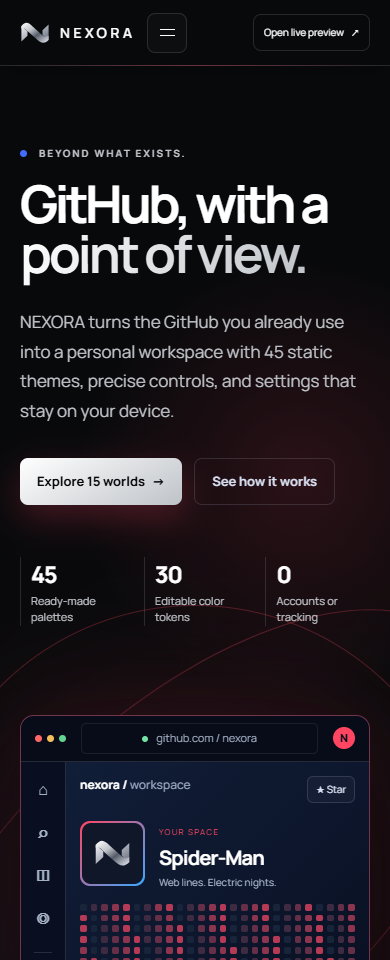 NEXORA
Open live preview ↗
BEYOND WHAT EXISTS.
GitHub, with a
point of view.
NEXORA turns the GitHub you already use
into a personal workspace with 45 static
themes, precise controls, and settings that
stay on your device.
Explore 15 worlds →
See how it works
45
Ready-made
palettes
30
Editable color
tokens
0
Accounts or
tracking
github.com / nexora
N
nexora / workspace
★ Star
YOUR SPACE
Spider-Man
Web lines. Electric nights.